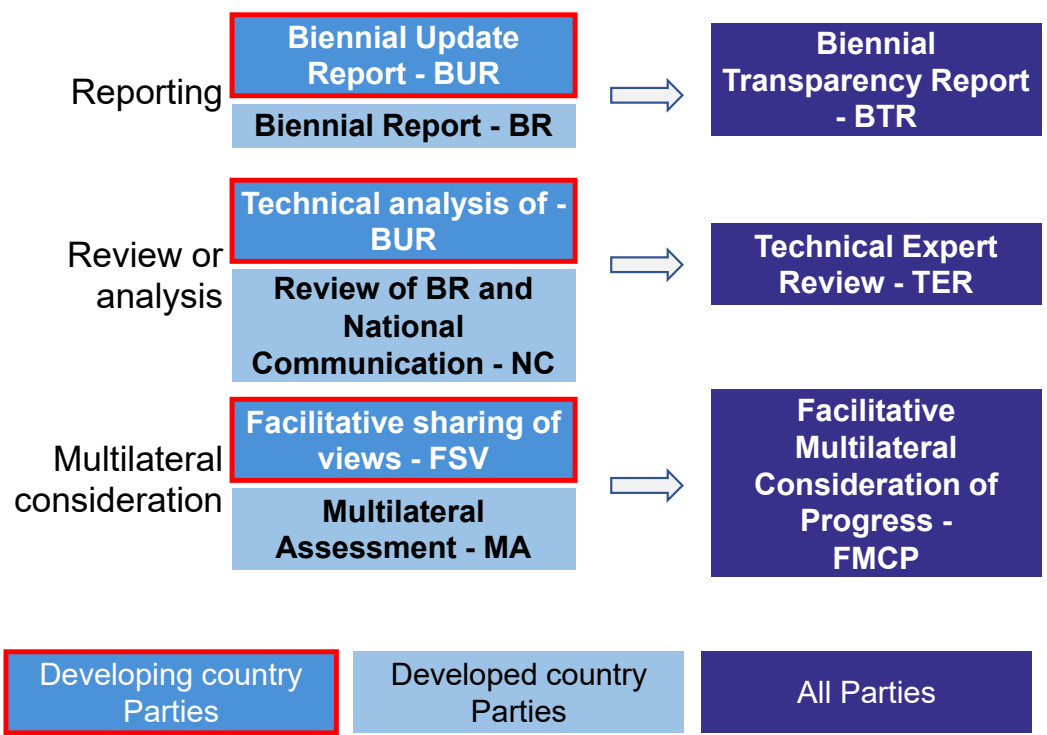 Reporting
Biennial Update
Report - BUR
Biennial Report - BR
Biennial
Transparency Report
- BTR
Review or
analysis
Technical analysis of -
BUR
Review of BR and
National
Communication - NC
Technical Expert
Review - TER
Multilateral
consideration
Facilitative sharing of
views - FSV
Multilateral
Assessment - MA
Facilitative
Multilateral
Consideration of
Progress -
FMCP
Developing country
Parties
Developed country
Parties
All Parties